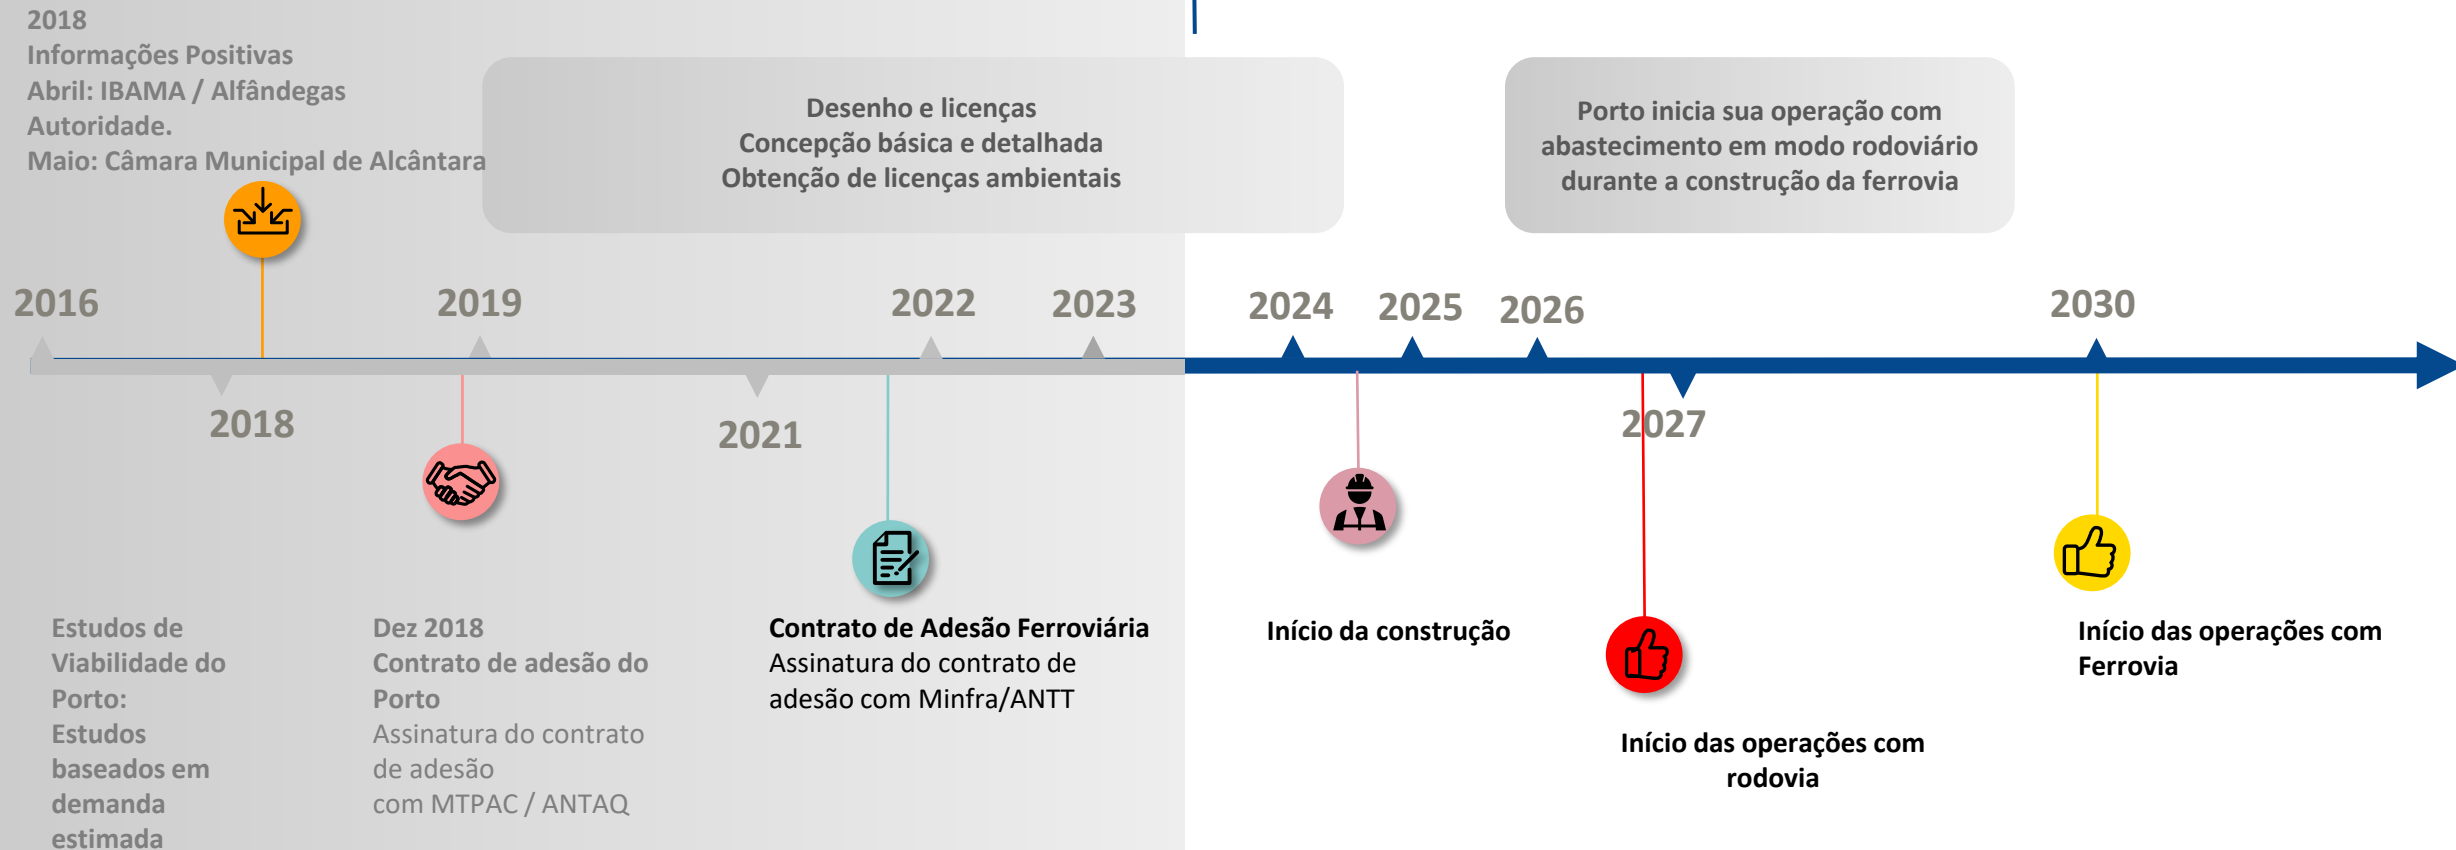 2018
Informações Positivas
Abril: IBAMA / Alfândegas
Autoridade.
Maio: Câmara Municipal de Alcântara
Desenho e licenças
Concepção básica e detalhada
Obtenção de licenças ambientais
Porto inicia sua operação com
abastecimento em modo rodoviário
durante a construção da ferrovia
2016
2019
2022
2023
2024
2025
2026
2030
2018
2021
2027
Estudos de
Viabilidade do
Porto:
Estudos
baseados em
demanda
estimada
Dez 2018
Contrato de adesão do
Porto
Assinatura do contrato
de adesão
com MTPAC / ANTAQ
Contrato de Adesão Ferroviária
Assinatura do contrato de
adesão com Minfra/ANTT
Início da construção
Início das operações com
rodovia
Início das operações com
Ferrovia